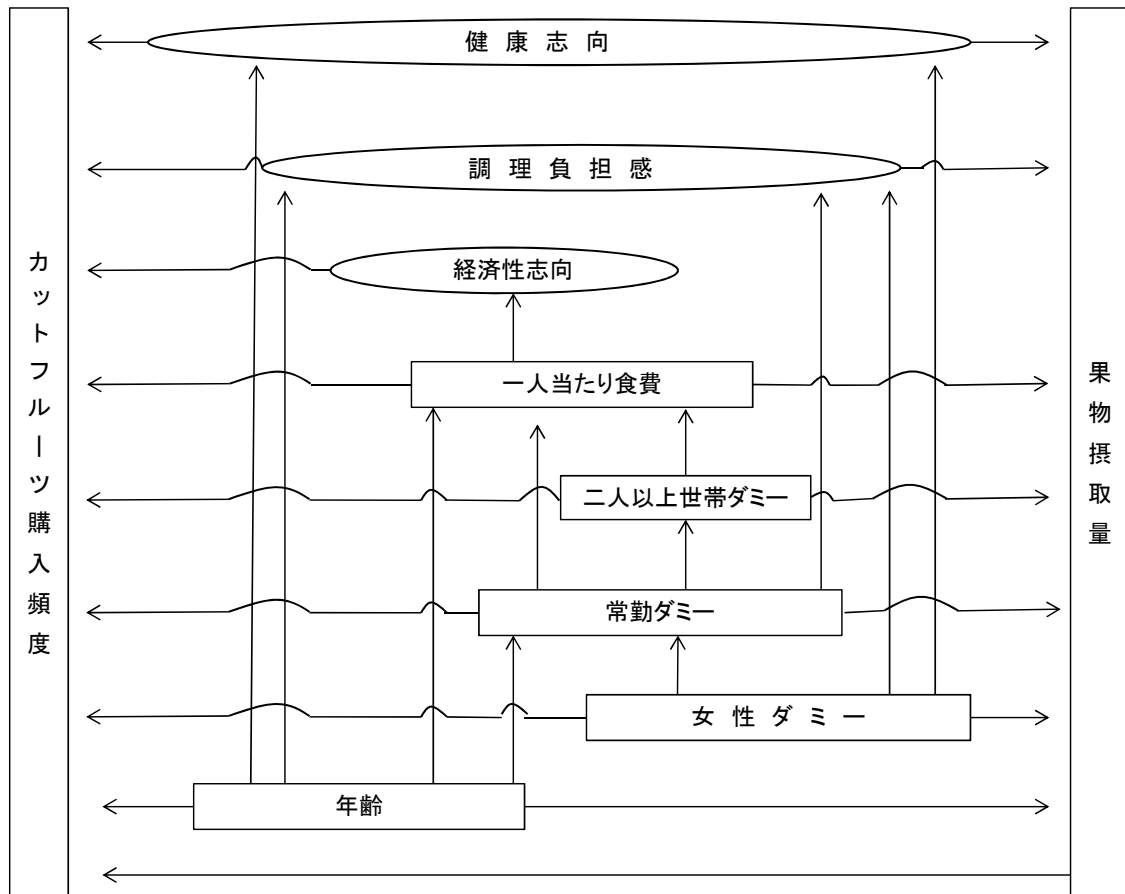 健康志向
調理負担感
経済性志向
一人当たり食費
二人以上世帯ダミー
常勤ダミー
女性ダミー
年齢
カットフルーツ購入頻度
果物摂取量